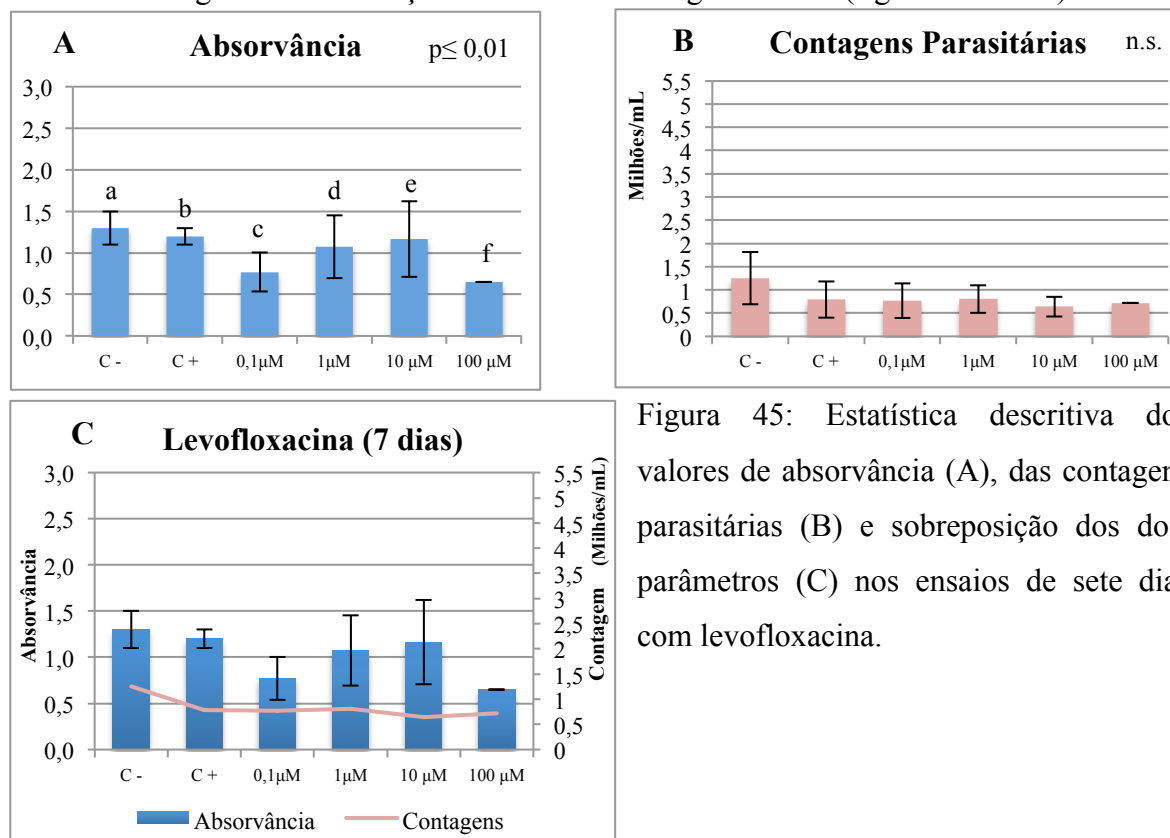 A Absorvância p≤ 0,01
3,0
2,5
2,0
1,5
1,0
0,5
0,0
a b c d e f
C - C + 0,1μM 1μM 10 μM 100 μM
B Contagens Parasitárias n.s.
Milhões/mL
5,5
5
4,5
4
3,5
3
2,5
2
1,5
1
0,5
0
C - C + 0,1μM 1μM 10 μM 100 μM
C Levofloxacina (7 dias)
Absorvância
3,0
2,5
2,0
1,5
1,0
0,5
0,0
Contagem (Milhões/mL)
5,5
5
4,5
4
3,5
3
2,5
2
1,5
1
0,5
0
C - C + 0,1μM 1μM 10 μM 100 μM
Absorvância Contagens
Figura 45: Estatística descritiva do
valores de absorvância (A), das contagen
parasitárias (B) e sobreposição dos do
parâmetros (C) nos ensaios de sete dia
com levofloxacina.